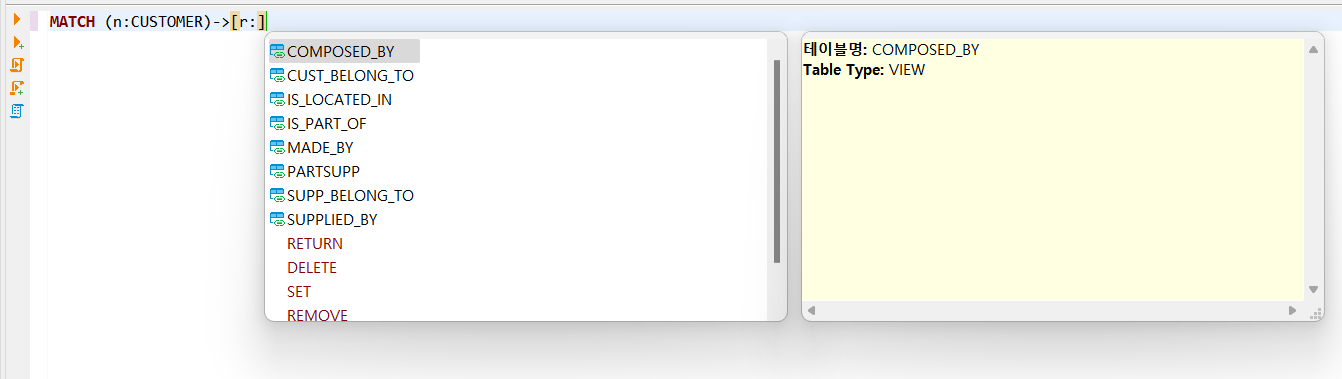 MATCH (n:CUSTOMER)->[r:]
COMPOSED_BY
CUST_BELONG_TO
IS_LOCATED_IN
IS_PART_OF
MADE_BY
PARTSUPP
SUPP_BELONG_TO
SUPPLIED_BY
RETURN
DELETE
SET
REMOVE
테이블명: COMPOSED_BY
Table Type: VIEW